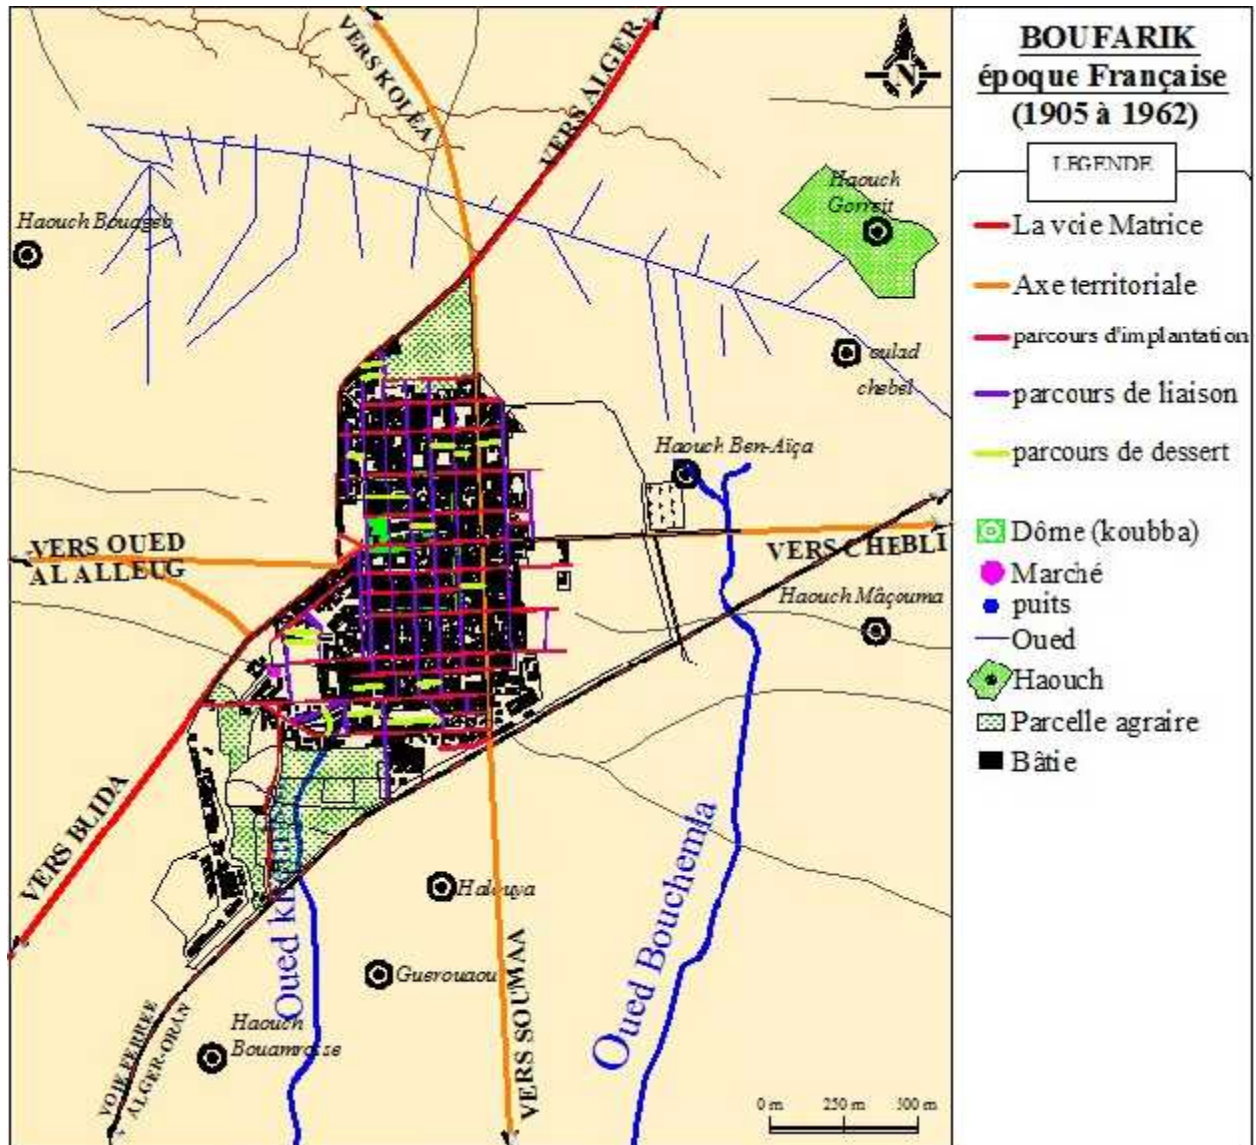 BOUFARIK
époque Française
(1905 à 1962)
LEGENDE
La voie Matrice
Axe territoriale
parcours d'implantation
parcours de liaison
parcours de dessert
Dôme (koubba)
Marché
puits
Oued
Haouch
Parcelle agraire
Bâtie
VERS KOLEA
VERS ALGER
N
Haouch
Gorreit
Haouch Bouageb
oulad
chebel
Haouch Ben-Aïça
VERS OUED
AL ALLEUG
VERS CHEBLI
Haouch Mâçouma
VERS BLIDA
Halouya
Oued
Oued Bouchemla
Guerouaou
VERS SOUMAA
Haouch
VOIE FERREE
ALGER-ORAN
0 m 250 m 500 m